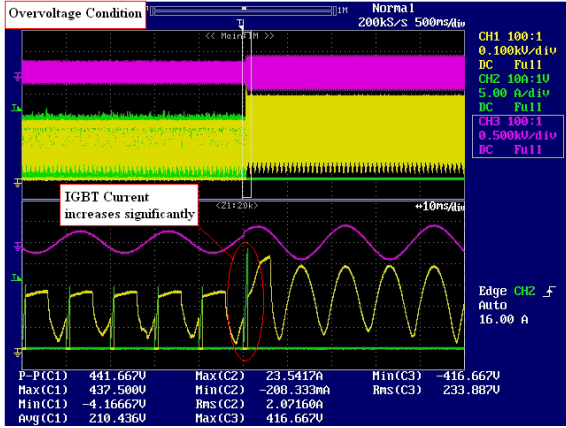 Overvoltage Condition
1M
Normal
200kS/s 500ms/div
<< Main:1M >>
CH1 100:1
0.100kV/div
DC Full
CH2 10A:1V
5.00 A/div
DC Full
CH3 100:1
0.500kV/div
DC Full
IGBT Current
increases significantly
<Z1:20k>
10ms/div
Edge CH2
Auto
16.00 A
P-P(C1) 441.667V Max(C2) 23.5417A Min(C3) -416.667V
Max(C1) 437.500V Min(C2) -208.333mA Rms(C3) 233.887V
Min(C1) -4.16667V Rms(C2) 2.07160A
Avg(C1) 210.436V Max(C3) 416.667V